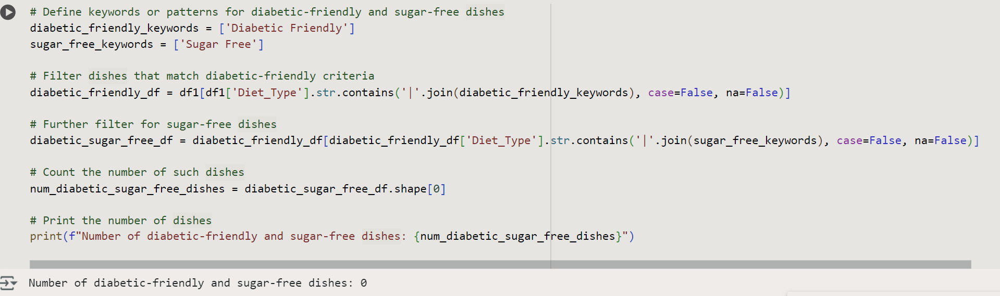 # Define keywords or patterns for diabetic-friendly and sugar-free dishes
diabetic_friendly_keywords = ['Diabetic Friendly']
sugar_free_keywords = ['Sugar Free']
# Filter dishes that match diabetic-friendly criteria
diabetic_friendly_df = df1[df1['Diet_Type'].str.contains('|'.join(diabetic_friendly_keywords), case=False, na=False)]
# Further filter for sugar-free dishes
diabetic_sugar_free_df = diabetic_friendly_df[diabetic_friendly_df['Diet_Type'].str.contains('|'.join(sugar_free_keywords), case=False, na=False)]
# Count the number of such dishes
num_diabetic_sugar_free_dishes = diabetic_sugar_free_df.shape[0]
# Print the number of dishes
print(f"Number of diabetic-friendly and sugar-free dishes: {num_diabetic_sugar_free_dishes}")
Number of diabetic-friendly and sugar-free dishes: 0